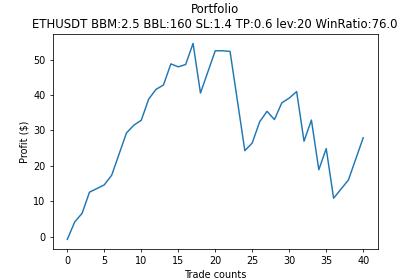 Portfolio
ETHUSDT BBM:2.5 BBL:160 SL:1.4 TP:0.6 lev:20 WinRatio:76.0
Profit ($)
50
40
30
20
10
0
0 5 10 15 20 25 30 35 40
Trade counts